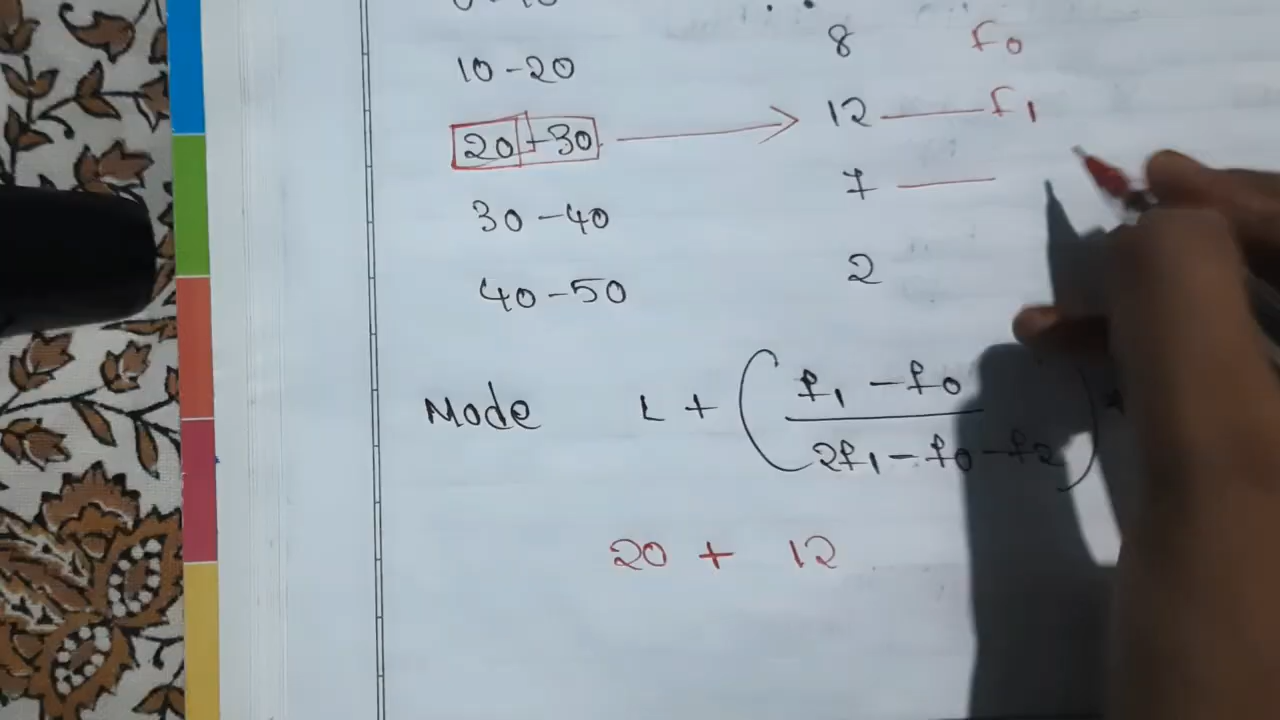 10-20 8 f0
20-30 12 f1
30-40 7
40-50 2
Mode L + ( f1 - f0 / 2f1 - f0 - f2 )
20 + 12